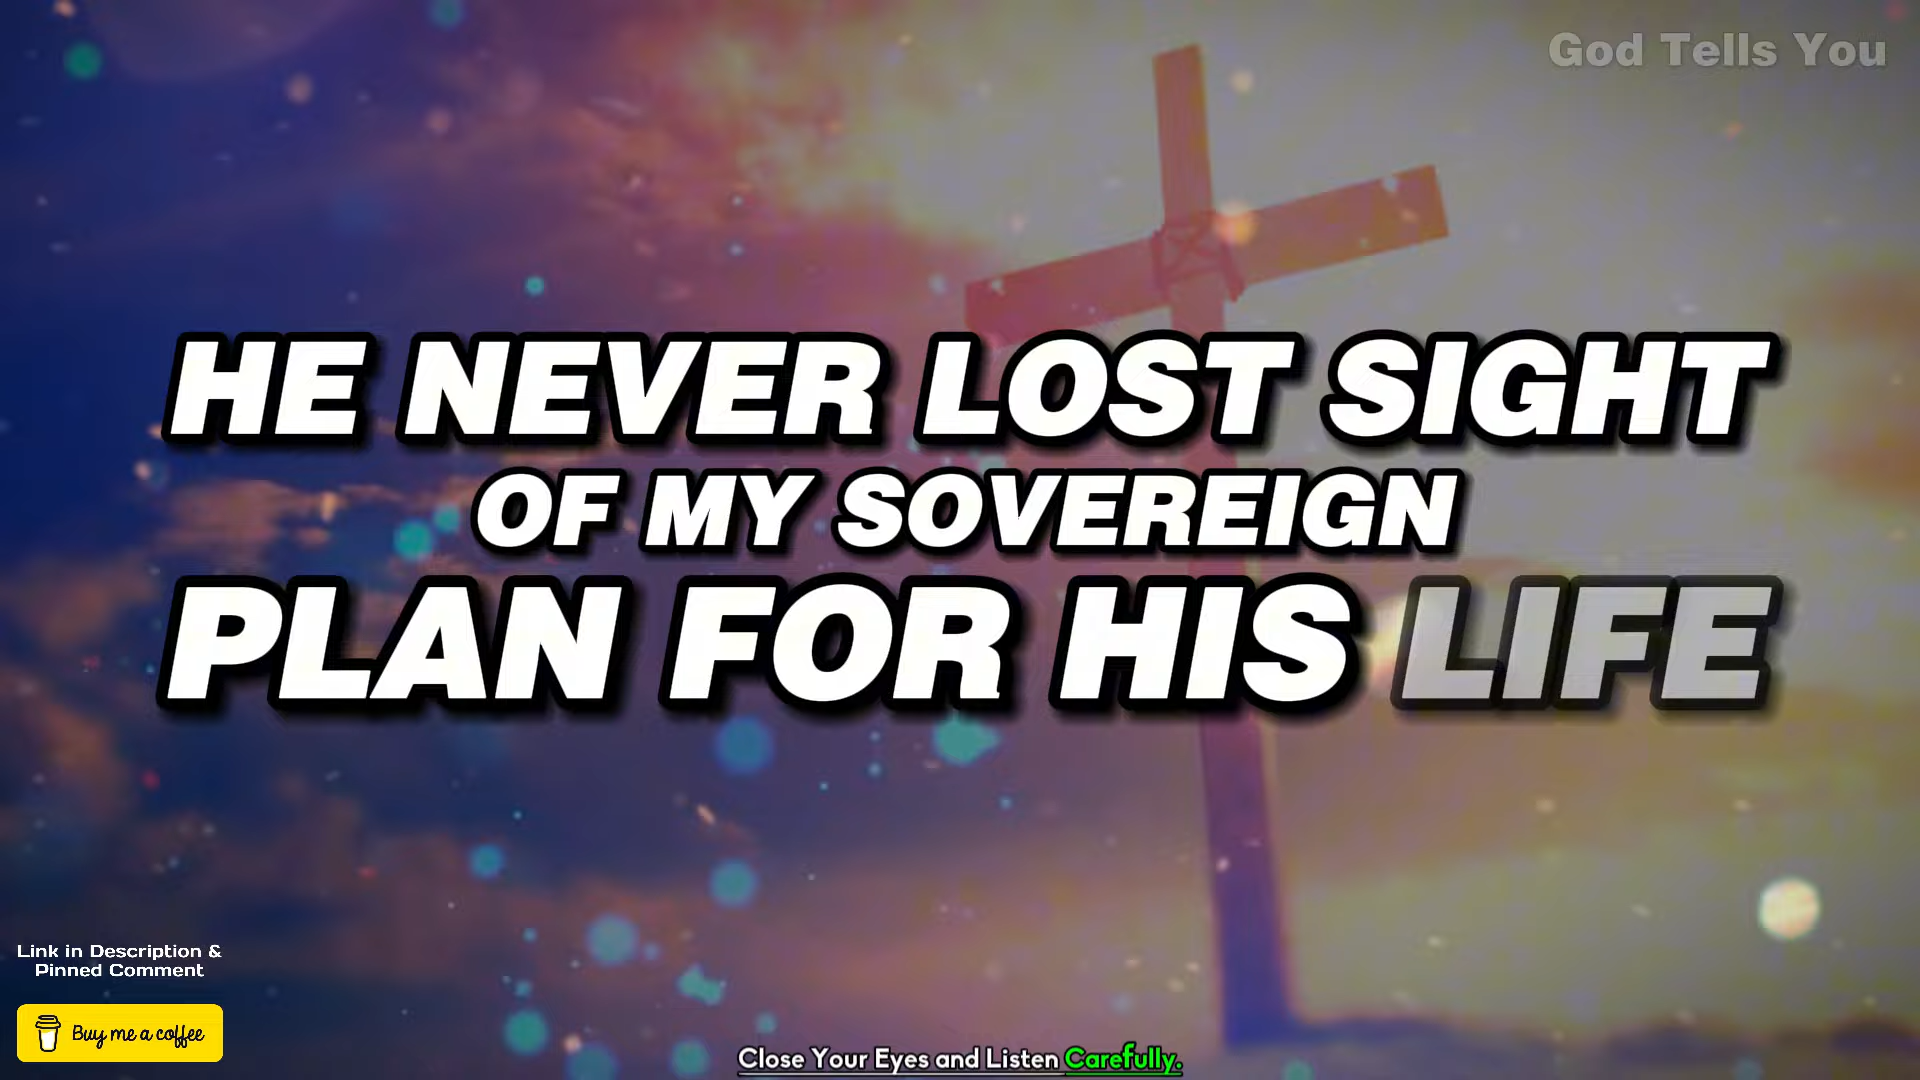 God Tells You
HE NEVER LOST SIGHT
OF MY SOVEREIGN
PLAN FOR HIS LIFE
Link in Description &
Pinned Comment
Buy me a coffee
Close Your Eyes and Listen Carefully.